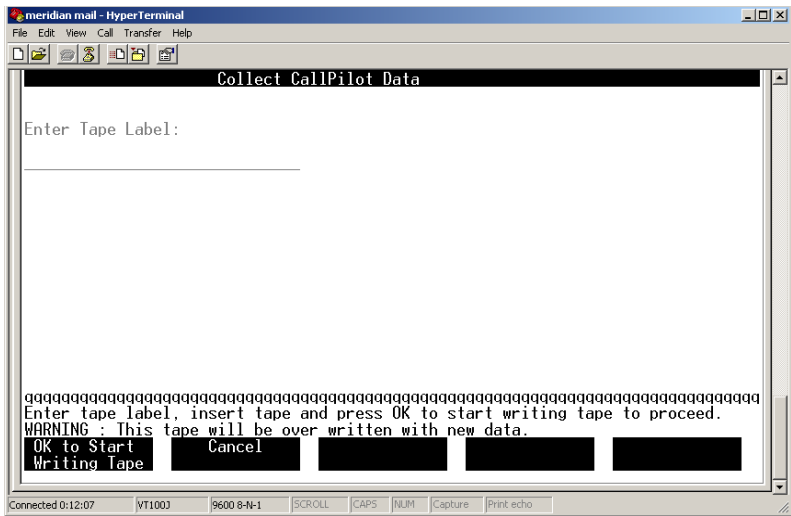 meridian mail - HyperTerminal
File Edit View Call Transfer Help
Collect CallPilot Data
Enter Tape Label:
qqqqqqqqqqqqqqqqqqqqqqqqqqqqqqqqqqqqqqqqqqqqqqqqqqqqqqqqqqqqqqqqqqqqqqqqqqqqqqqq
Enter tape label, insert tape and press OK to start writing tape to proceed.
WARNING : This tape will be over written with new data.
OK to Start Cancel
Writing Tape
Connected 0:12:07 VT100J 9600 8-N-1 SCROLL CAPS NUM Capture Print echo